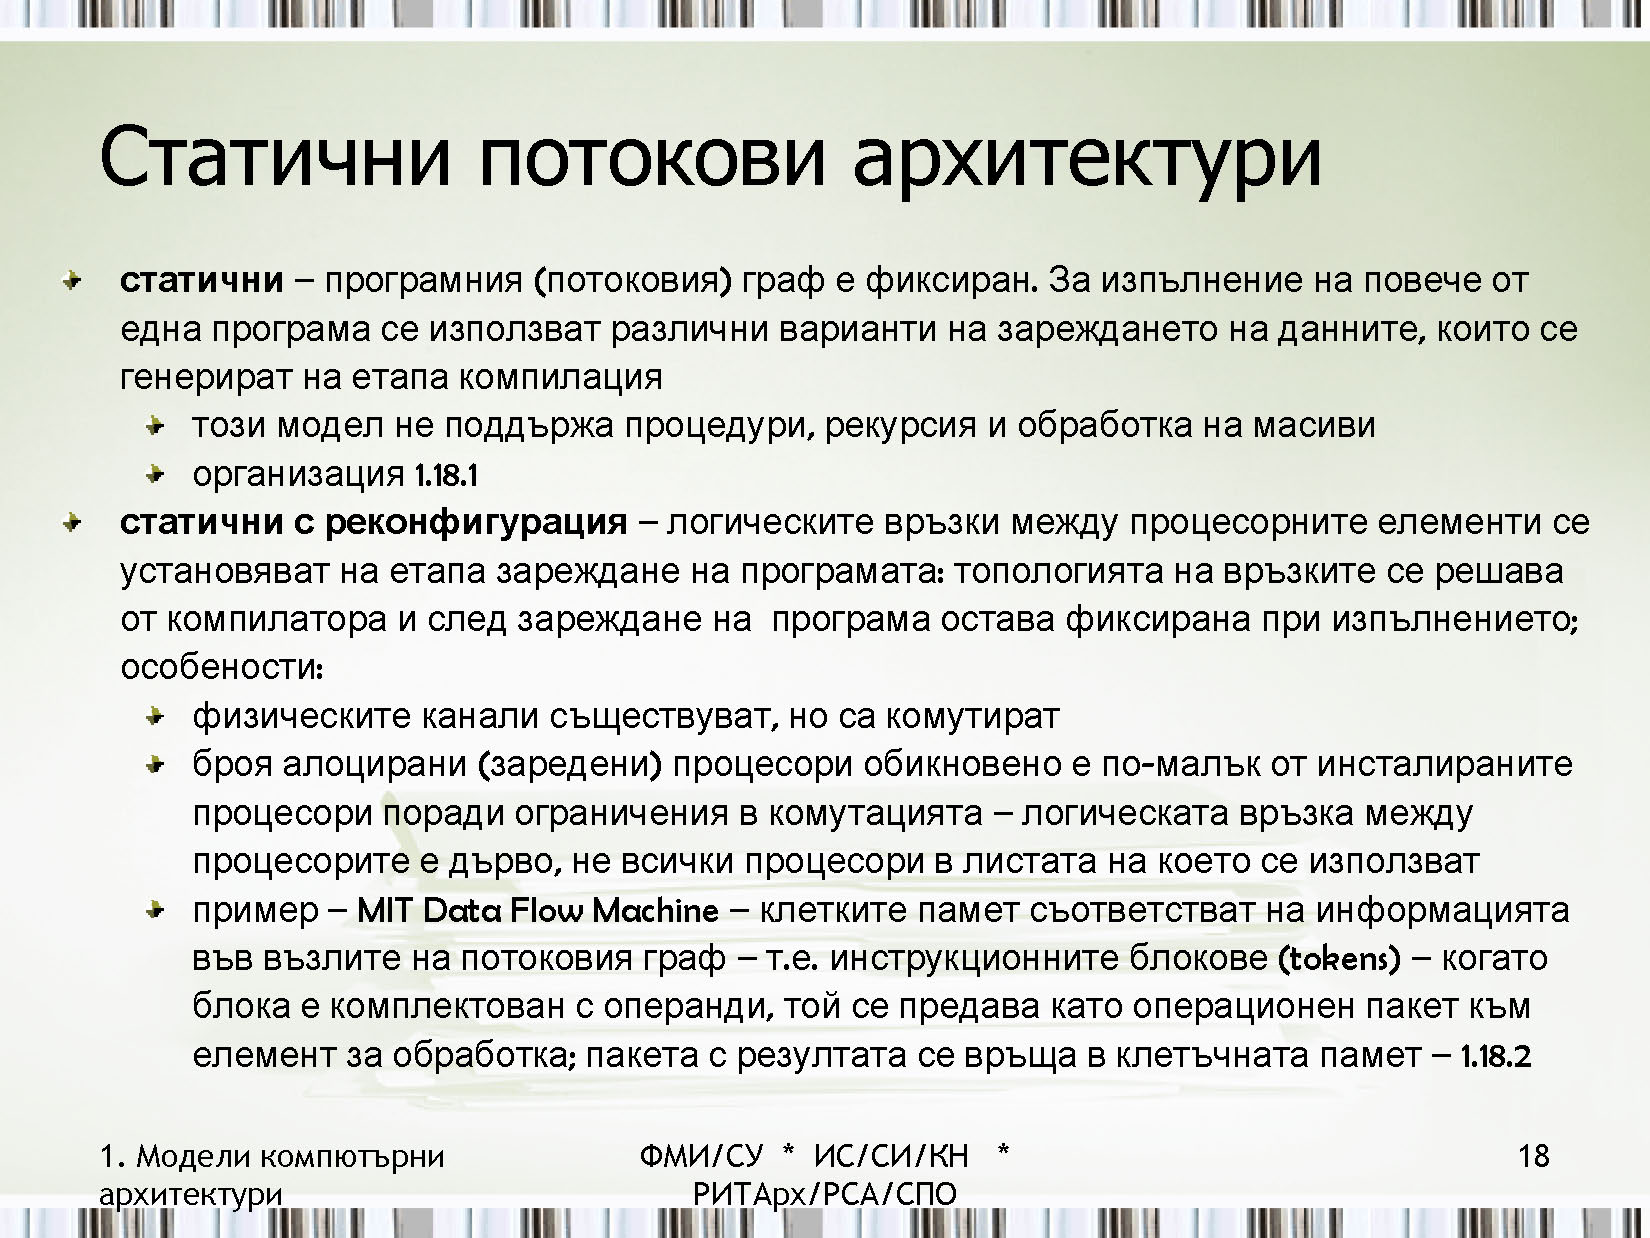 Статични потокови архитектури
статични – програмния (потоковия) граф е фиксиран. За изпълнение на повече от
една програма се използват различни варианти на зареждането на данните, които се
генерират на етапа компилация
този модел не поддържа процедури, рекурсия и обработка на масиви
организация 1.18.1
статични с реконфигурация – логическите връзки между процесорните елементи се
установяват на етапа зареждане на програмата: топологията на връзките се решава
от компилатора и след зареждане на програма остава фиксирана при изпълнението;
особености:
физическите канали съществуват, но са комутират
броя алоцирани (заредени) процесори обикновено е по-малък от инсталираните
процесори поради ограничения в комутацията – логическата връзка между
процесорите е дърво, не всички процесори в листата на което се използват
пример – MIT Data Flow Machine – клетките памет съответстват на информацията
във възлите на потоковия граф – т.е. инструкционните блокове (tokens) – когато
блока е комплектован с операнди, той се предава като операционен пакет към
елемент за обработка; пакета с резултата се връща в клетъчната памет – 1.18.2
1. Модели компютърни
архитектури
ФМИ/СУ * ИС/СИ/КН *
РИТАрх/РСА/СПО
18